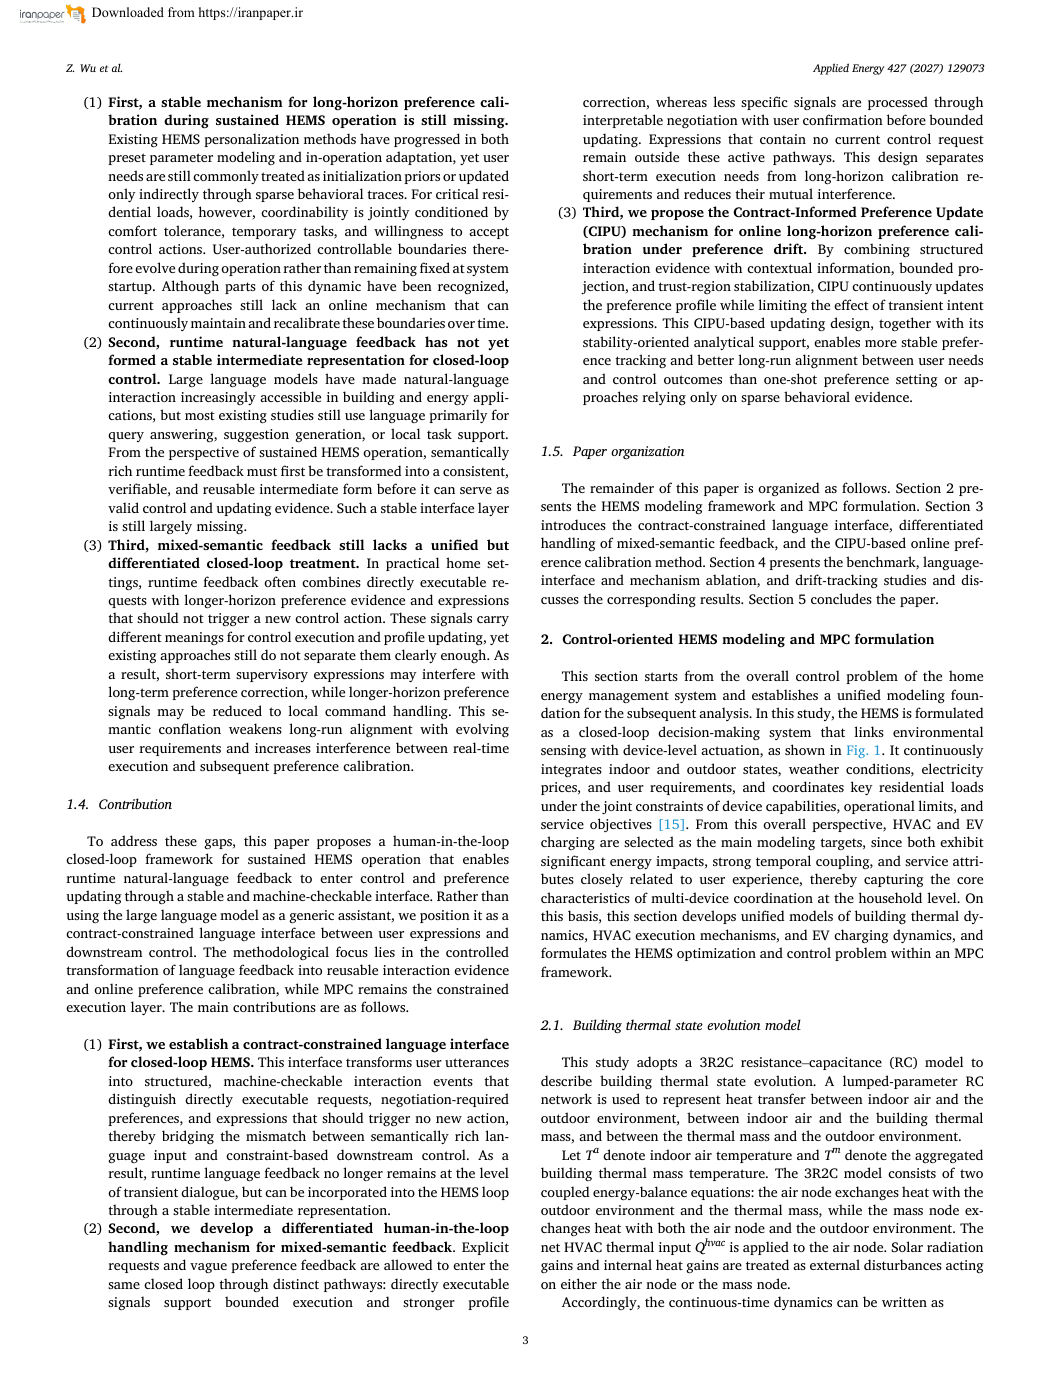 iranpaper
Downloaded from https://iranpaper.ir
Z. Wu et al.
Applied Energy 427 (2027) 129073
(1) First, a stable mechanism for long-horizon preference cali-
bration during sustained HEMS operation is still missing.
Existing HEMS personalization methods have progressed in both
preset parameter modeling and in-operation adaptation, yet user
needs are still commonly treated as initialization priors or updated
only indirectly through sparse behavioral traces. For critical resi-
dential loads, however, coordinability is jointly conditioned by
comfort tolerance, temporary tasks, and willingness to accept
control actions. User-authorized controllable boundaries there-
fore evolve during operation rather than remaining fixed at system
startup. Although parts of this dynamic have been recognized,
current approaches still lack an online mechanism that can
continuously maintain and recalibrate these boundaries over time.
(2) Second, runtime natural-language feedback has not yet
formed a stable intermediate representation for closed-loop
control. Large language models have made natural-language
interaction increasingly accessible in building and energy appli-
cations, but most existing studies still use language primarily for
query answering, suggestion generation, or local task support.
From the perspective of sustained HEMS operation, semantically
rich runtime feedback must first be transformed into a consistent,
verifiable, and reusable intermediate form before it can serve as
valid control and updating evidence. Such a stable interface layer
is still largely missing.
(3) Third, mixed-semantic feedback still lacks a unified but
differentiated closed-loop treatment. In practical home set-
tings, runtime feedback often combines directly executable re-
quests with longer-horizon preference evidence and expressions
that should not trigger a new control action. These signals carry
different meanings for control execution and profile updating, yet
existing approaches still do not separate them clearly enough. As
a result, short-term supervisory expressions may interfere with
long-term preference correction, while longer-horizon preference
signals may be reduced to local command handling. This se-
mantic conflation weakens long-run alignment with evolving
user requirements and increases interference between real-time
execution and subsequent preference calibration.
1.4. Contribution
To address these gaps, this paper proposes a human-in-the-loop
closed-loop framework for sustained HEMS operation that enables
runtime natural-language feedback to enter control and preference
updating through a stable and machine-checkable interface. Rather than
using the large language model as a generic assistant, we position it as a
contract-constrained language interface between user expressions and
downstream control. The methodological focus lies in the controlled
transformation of language feedback into reusable interaction evidence
and online preference calibration, while MPC remains the constrained
execution layer. The main contributions are as follows.
(1) First, we establish a contract-constrained language interface
for closed-loop HEMS. This interface transforms user utterances
into structured, machine-checkable interaction events that
distinguish directly executable requests, negotiation-required
preferences, and expressions that should trigger no new action,
thereby bridging the mismatch between semantically rich lan-
guage input and constraint-based downstream control. As a
result, runtime language feedback no longer remains at the level
of transient dialogue, but can be incorporated into the HEMS loop
through a stable intermediate representation.
(2) Second, we develop a differentiated human-in-the-loop
handling mechanism for mixed-semantic feedback. Explicit
requests and vague preference feedback are allowed to enter the
same closed loop through distinct pathways: directly executable
signals support bounded execution and stronger profile
correction, whereas less specific signals are processed through
interpretable negotiation with user confirmation before bounded
updating. Expressions that contain no current control request
remain outside these active pathways. This design separates
short-term execution needs from long-horizon calibration re-
quirements and reduces their mutual interference.
(3) Third, we propose the Contract-Informed Preference Update
(CIPU) mechanism for online long-horizon preference cali-
bration under preference drift. By combining structured
interaction evidence with contextual information, bounded pro-
jection, and trust-region stabilization, CIPU continuously updates
the preference profile while limiting the effect of transient intent
expressions. This CIPU-based updating design, together with its
stability-oriented analytical support, enables more stable prefer-
ence tracking and better long-run alignment between user needs
and control outcomes than one-shot preference setting or ap-
proaches relying only on sparse behavioral evidence.
1.5. Paper organization
The remainder of this paper is organized as follows. Section 2 pre-
sents the HEMS modeling framework and MPC formulation. Section 3
introduces the contract-constrained language interface, differentiated
handling of mixed-semantic feedback, and the CIPU-based online pref-
erence calibration method. Section 4 presents the benchmark, language-
interface and mechanism ablation, and drift-tracking studies and dis-
cusses the corresponding results. Section 5 concludes the paper.
2. Control-oriented HEMS modeling and MPC formulation
This section starts from the overall control problem of the home
energy management system and establishes a unified modeling foun-
dation for the subsequent analysis. In this study, the HEMS is formulated
as a closed-loop decision-making system that links environmental
sensing with device-level actuation, as shown in Fig. 1. It continuously
integrates indoor and outdoor states, weather conditions, electricity
prices, and user requirements, and coordinates key residential loads
under the joint constraints of device capabilities, operational limits, and
service objectives [15]. From this overall perspective, HVAC and EV
charging are selected as the main modeling targets, since both exhibit
significant energy impacts, strong temporal coupling, and service attri-
butes closely related to user experience, thereby capturing the core
characteristics of multi-device coordination at the household level. On
this basis, this section develops unified models of building thermal dy-
namics, HVAC execution mechanisms, and EV charging dynamics, and
formulates the HEMS optimization and control problem within an MPC
framework.
2.1. Building thermal state evolution model
This study adopts a 3R2C resistance–capacitance (RC) model to
describe building thermal state evolution. A lumped-parameter RC
network is used to represent heat transfer between indoor air and the
outdoor environment, between indoor air and the building thermal
mass, and between the thermal mass and the outdoor environment.
Let T^a denote indoor air temperature and T^m denote the aggregated
building thermal mass temperature. The 3R2C model consists of two
coupled energy-balance equations: the air node exchanges heat with the
outdoor environment and the thermal mass, while the mass node ex-
changes heat with both the air node and the outdoor environment. The
net HVAC thermal input Q^hvac is applied to the air node. Solar radiation
gains and internal heat gains are treated as external disturbances acting
on either the air node or the mass node.
Accordingly, the continuous-time dynamics can be written as
3